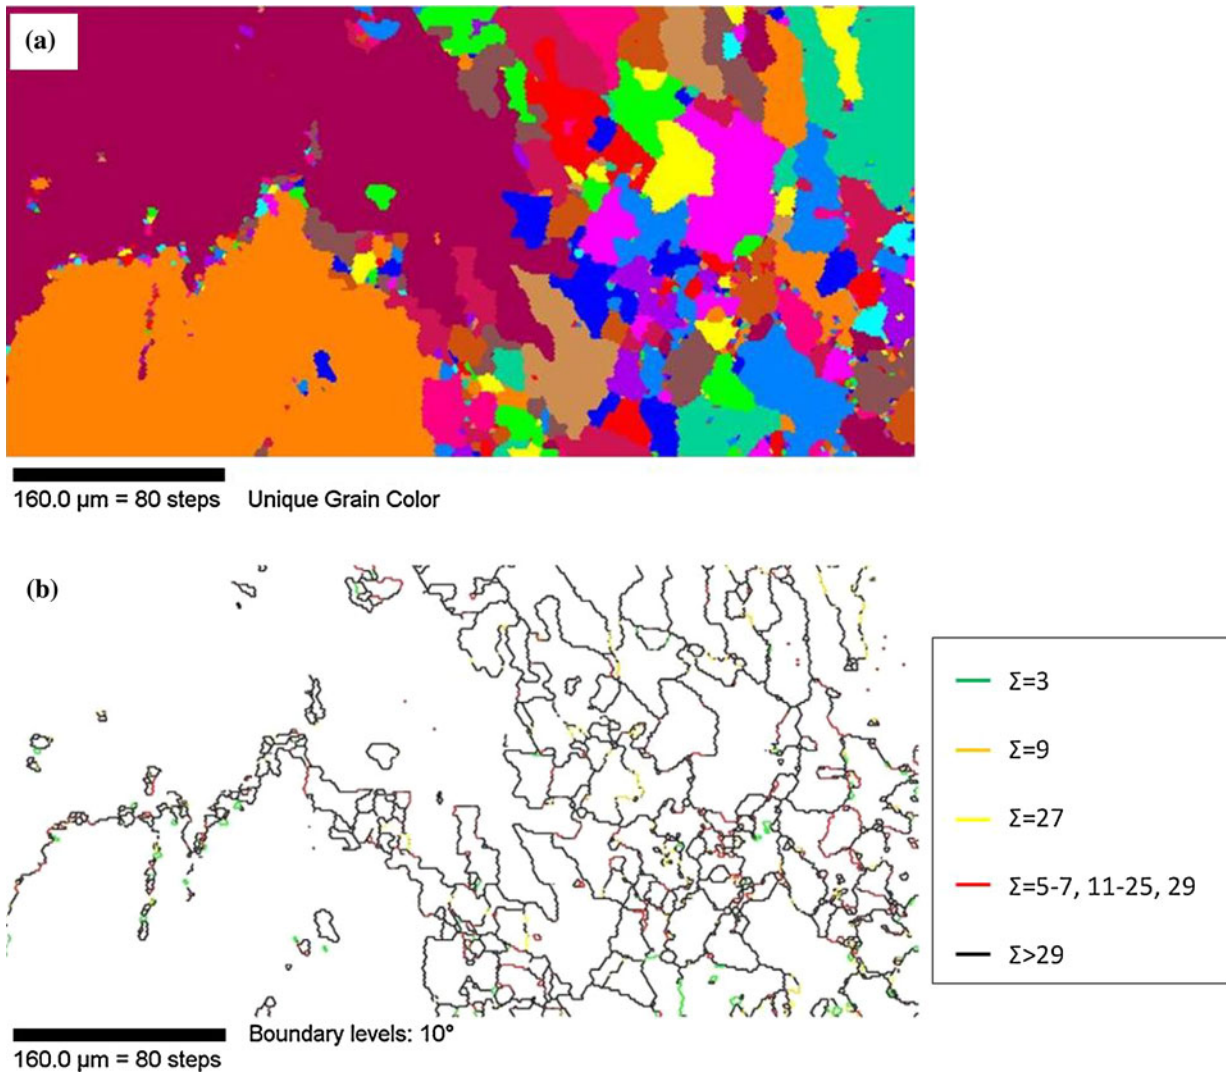 (a)
160.0 µm = 80 steps Unique Grain Color
(b)
Σ=3
Σ=9
Σ=27
Σ=5-7, 11-25, 29
Σ>29
Boundary levels: 10°
160.0 µm = 80 steps